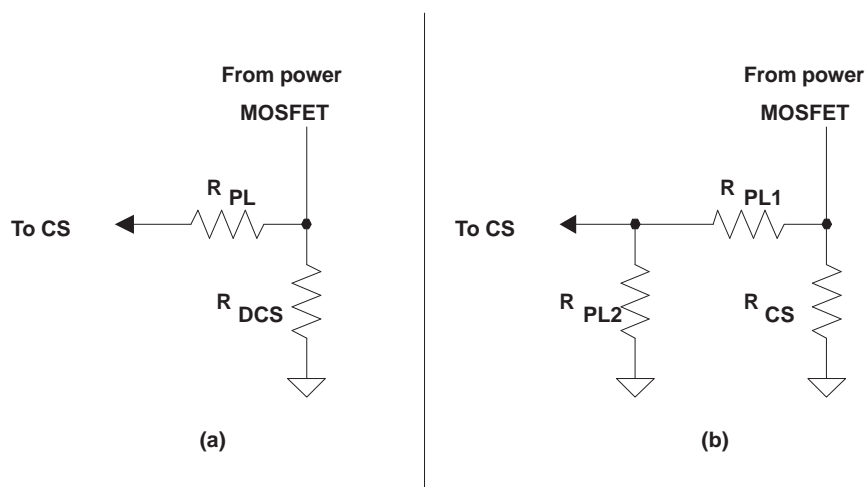 From power
MOSFET
R PL
To CS
R DCS
(a)
From power
MOSFET
R PL1
To CS
R PL2
R CS
(b)